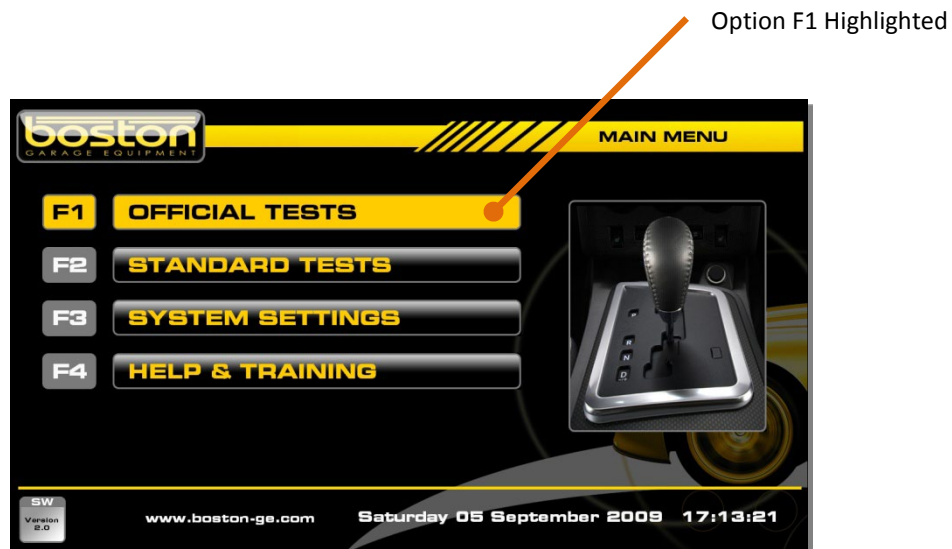 Option F1 Highlighted
boston
GARAGE EQUIPMENT
MAIN MENU
F1 OFFICIAL TESTS
F2 STANDARD TESTS
F3 SYSTEM SETTINGS
F4 HELP & TRAINING
P
R
N
D
SW
Version
2.0
www.boston-ge.com Saturday 05 September 2009 17:13:21